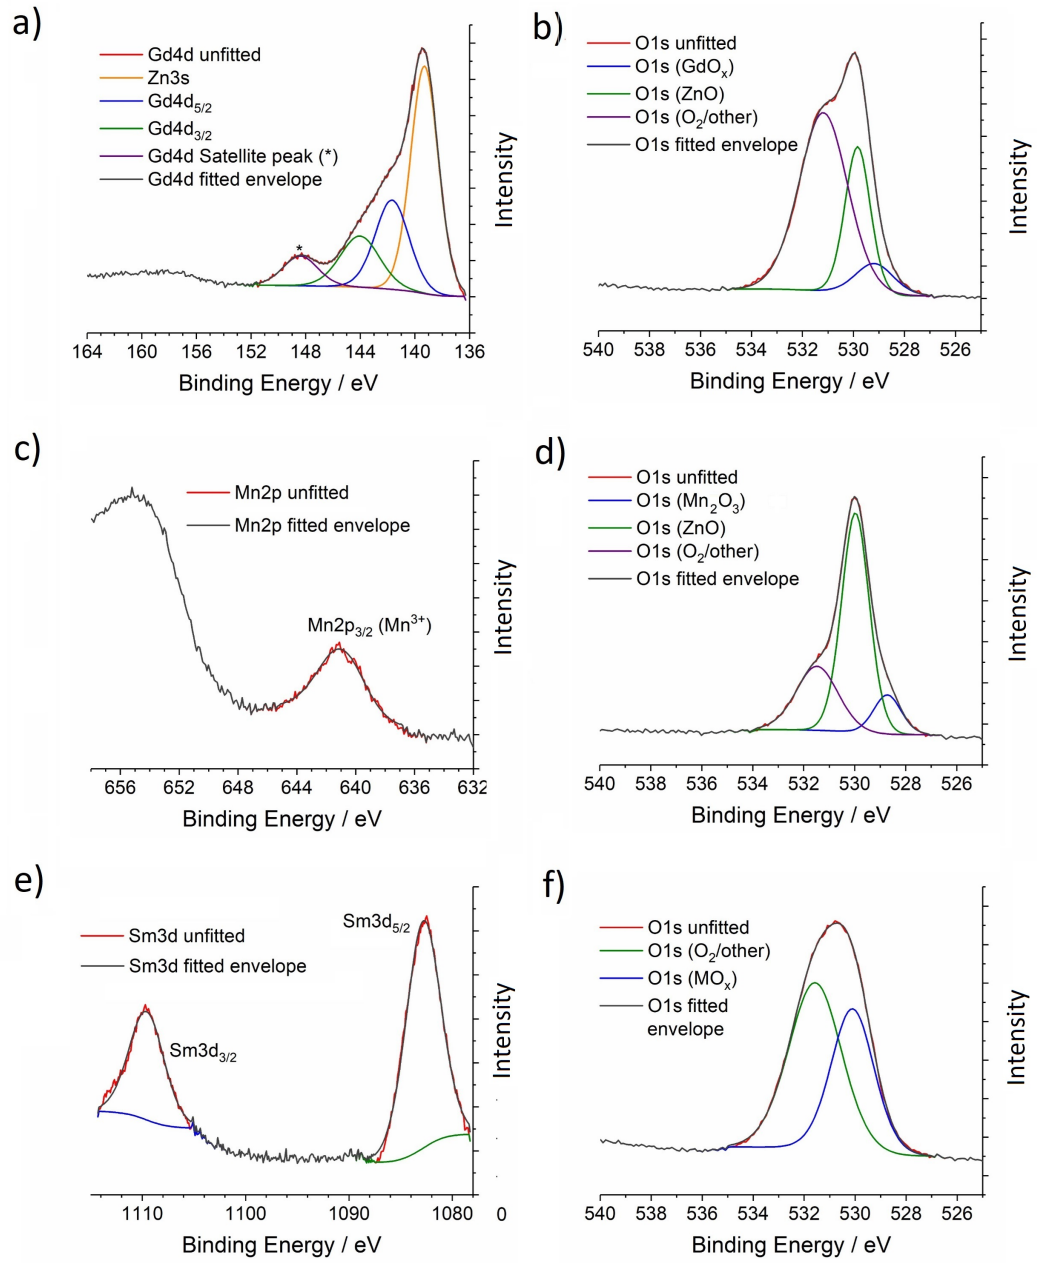 a)
Gd4d unfitted
Zn3s
Gd4d5/2
Gd4d3/2
Gd4d Satellite peak (*)
Gd4d fitted envelope
*
Intensity
164 160 156 152 148 144 140 136
Binding Energy / eV
b)
O1s unfitted
O1s (GdOx)
O1s (ZnO)
O1s (O2/other)
O1s fitted envelope
Intensity
540 538 536 534 532 530 528 526
Binding Energy / eV
c)
Mn2p unfitted
Mn2p fitted envelope
Mn2p3/2 (Mn3+)
Intensity
656 652 648 644 640 636 632
Binding Energy / eV
d)
O1s unfitted
O1s (Mn2O3)
O1s (ZnO)
O1s (O2/other)
O1s fitted envelope
Intensity
540 538 536 534 532 530 528 526
Binding Energy / eV
e)
Sm3d5/2
Sm3d unfitted
Sm3d fitted envelope
Sm3d3/2
Intensity
1110 1100 1090 1080 0
Binding Energy / eV
f)
O1s unfitted
O1s (O2/other)
O1s (MOx)
O1s fitted
envelope
Intensity
540 538 536 534 532 530 528 526
Binding Energy / eV